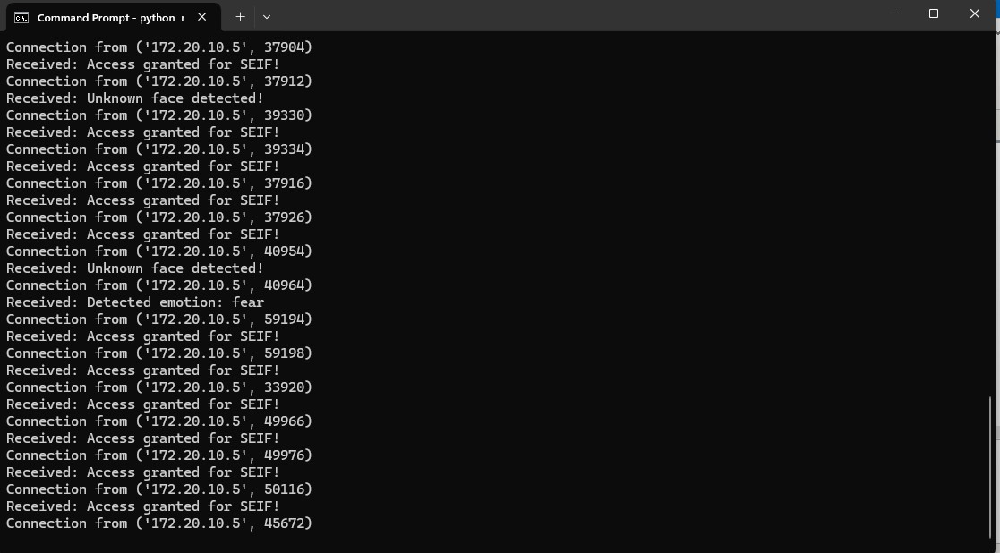 Command Prompt - python r
Connection from ('172.20.10.5', 37904)
Received: Access granted for SEIF!
Connection from ('172.20.10.5', 37912)
Received: Unknown face detected!
Connection from ('172.20.10.5', 39330)
Received: Access granted for SEIF!
Connection from ('172.20.10.5', 39334)
Received: Access granted for SEIF!
Connection from ('172.20.10.5', 37916)
Received: Access granted for SEIF!
Connection from ('172.20.10.5', 37926)
Received: Access granted for SEIF!
Connection from ('172.20.10.5', 40954)
Received: Unknown face detected!
Connection from ('172.20.10.5', 40964)
Received: Detected emotion: fear
Connection from ('172.20.10.5', 59194)
Received: Access granted for SEIF!
Connection from ('172.20.10.5', 59198)
Received: Access granted for SEIF!
Connection from ('172.20.10.5', 33920)
Received: Access granted for SEIF!
Connection from ('172.20.10.5', 49966)
Received: Access granted for SEIF!
Connection from ('172.20.10.5', 49976)
Received: Access granted for SEIF!
Connection from ('172.20.10.5', 50116)
Received: Access granted for SEIF!
Connection from ('172.20.10.5', 45672)